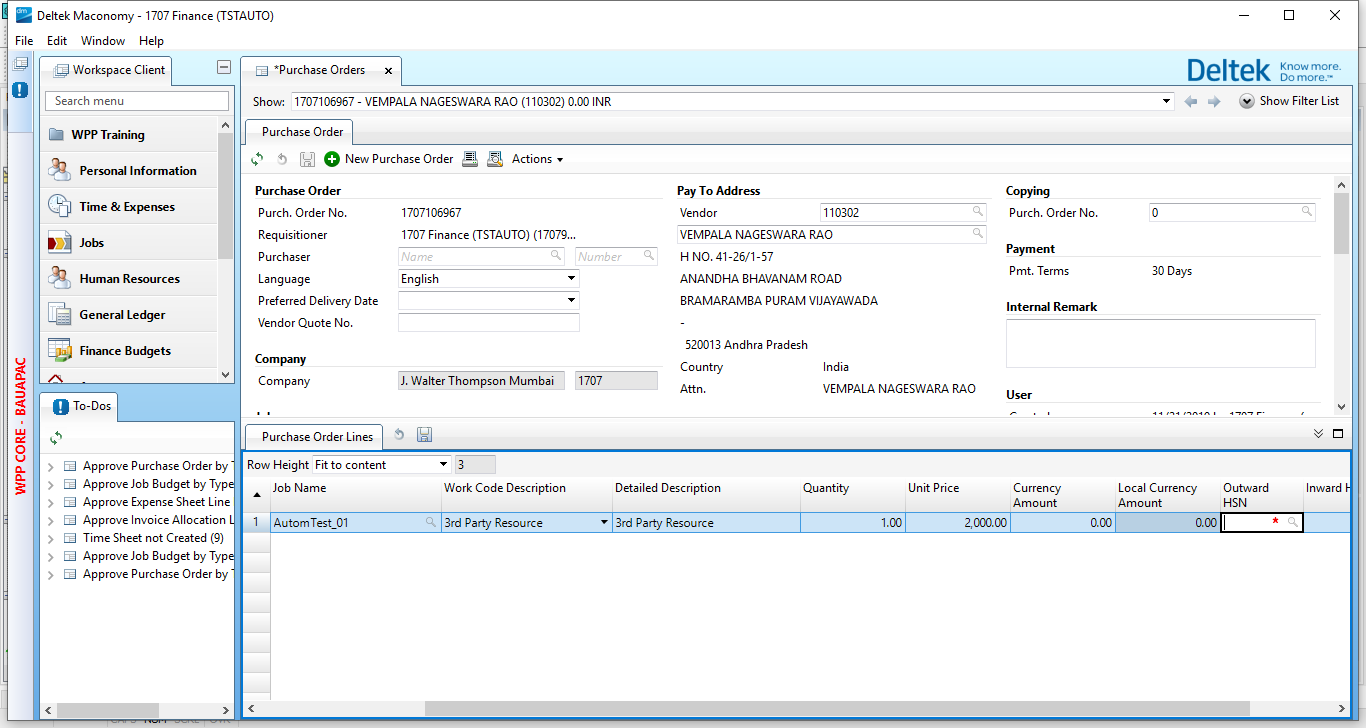 Deltek Maconomy - 1707 Finance (TSTAUTO)
File Edit Window Help
Workspace Client
Search menu
WPP Training
Personal Information
Time & Expenses
Jobs
Human Resources
General Ledger
Finance Budgets
WPP CORE - BAUAPAC
To-Dos
Approve Purchase Order by
Approve Job Budget by Type
Approve Expense Sheet Line
Approve Invoice Allocation L
Time Sheet not Created (9)
Approve Job Budget by Type
Approve Purchase Order by
*Purchase Orders
Deltek Know more.
Do more.™
Show: 1707106967 - VEMPALA NAGESWARA RAO (110302) 0.00 INR
Show Filter List
Purchase Order
New Purchase Order Actions
Purchase Order
Purch. Order No. 1707106967
Requisitioner 1707 Finance (TSTAUTO) (17079...
Purchaser Name Number
Language English
Preferred Delivery Date
Vendor Quote No.
Company
Company J. Walter Thompson Mumbai 1707
Pay To Address
Vendor 110302
VEMPALA NAGESWARA RAO
H NO. 41-26/1-57
ANANDHA BHAVANAM ROAD
BRAMARAMBA PURAM VIJAYAWADA
-
520013 Andhra Pradesh
Country India
Attn. VEMPALA NAGESWARA RAO
Copying
Purch. Order No. 0
Payment
Pmt. Terms 30 Days
Internal Remark
User
Purchase Order Lines
Row Height Fit to content 3
Job Name Work Code Description Detailed Description Quantity Unit Price Currency Amount Local Currency Amount Outward HSN Inward H
1 AutomTest_01 3rd Party Resource 3rd Party Resource 1.00 2,000.00 0.00 0.00 *